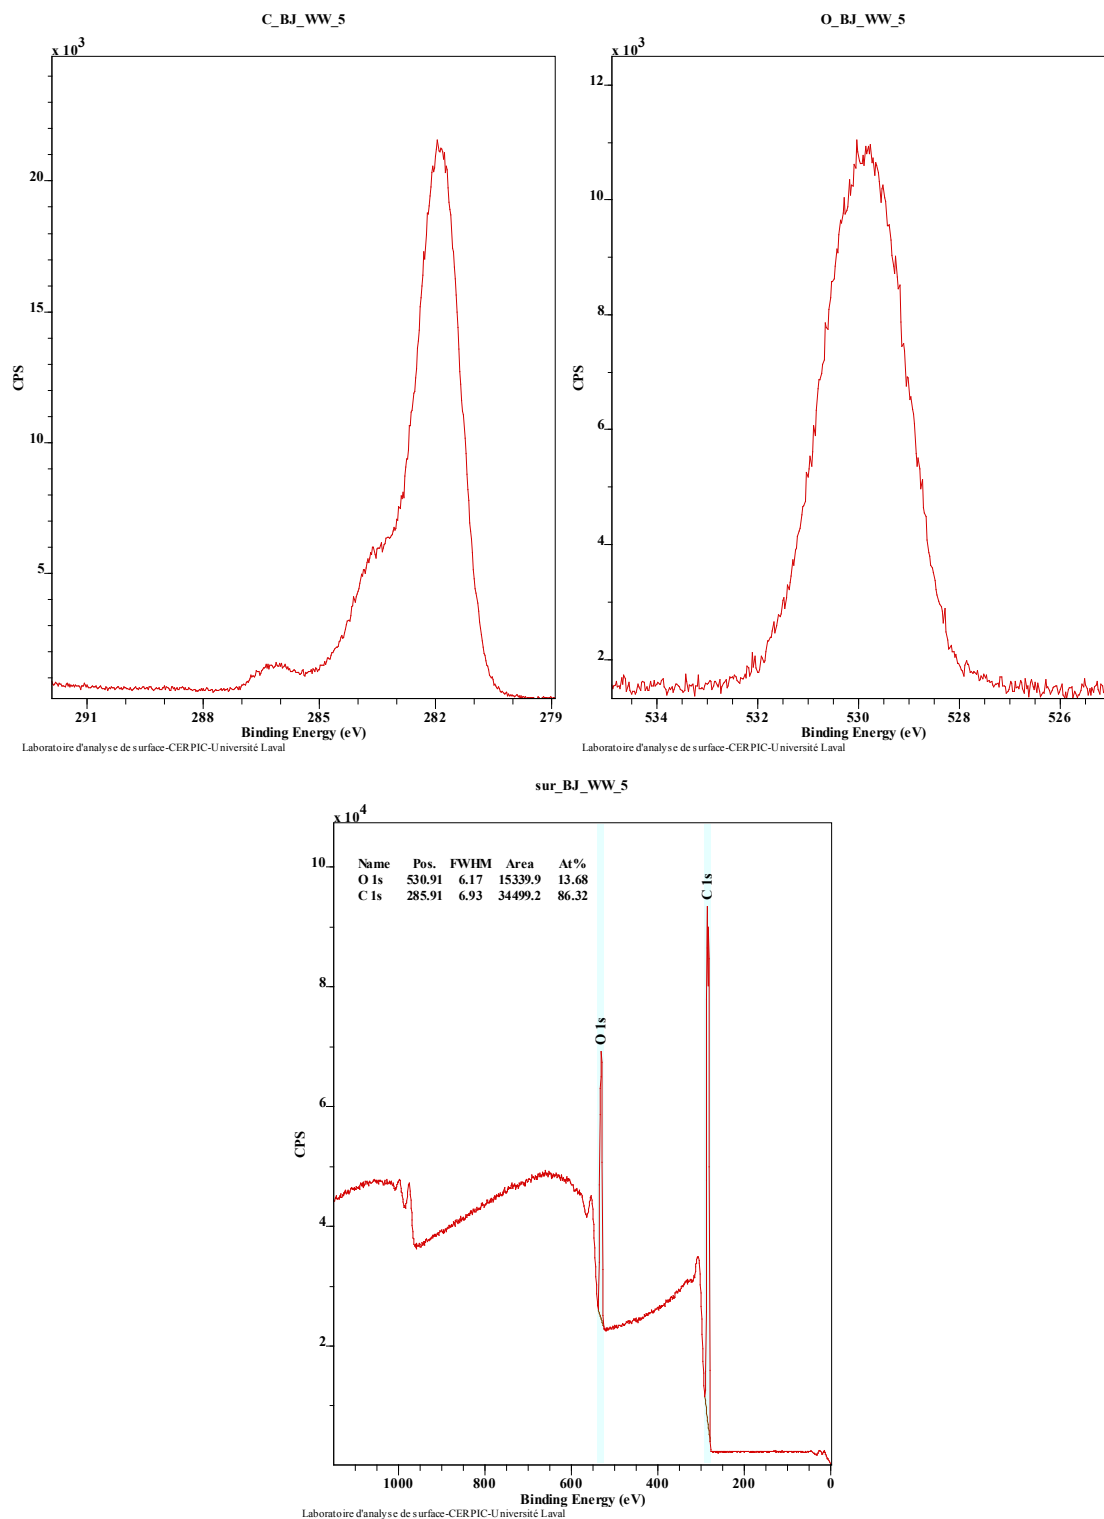 C_BJ_WW_5
x 10^3
20
15
10
5
CPS
291 288 285 282 279
Binding Energy (eV)
Laboratoire d'analyse de surface-CERPIC-Université Laval
O_BJ_WW_5
x 10^3
12
10
8
6
4
2
CPS
534 532 530 528 526
Binding Energy (eV)
Laboratoire d'analyse de surface-CERPIC-Université Laval
sur_BJ_WW_5
x 10^4
Name Pos. FWHM Area At%
O 1s 530.91 6.17 15339.9 13.68
C 1s 285.91 6.93 34499.2 86.32
O 1s
C 1s
10
8
6
4
2
CPS
1000 800 600 400 200 0
Binding Energy (eV)
Laboratoire d'analyse de surface-CERPIC-Université Laval